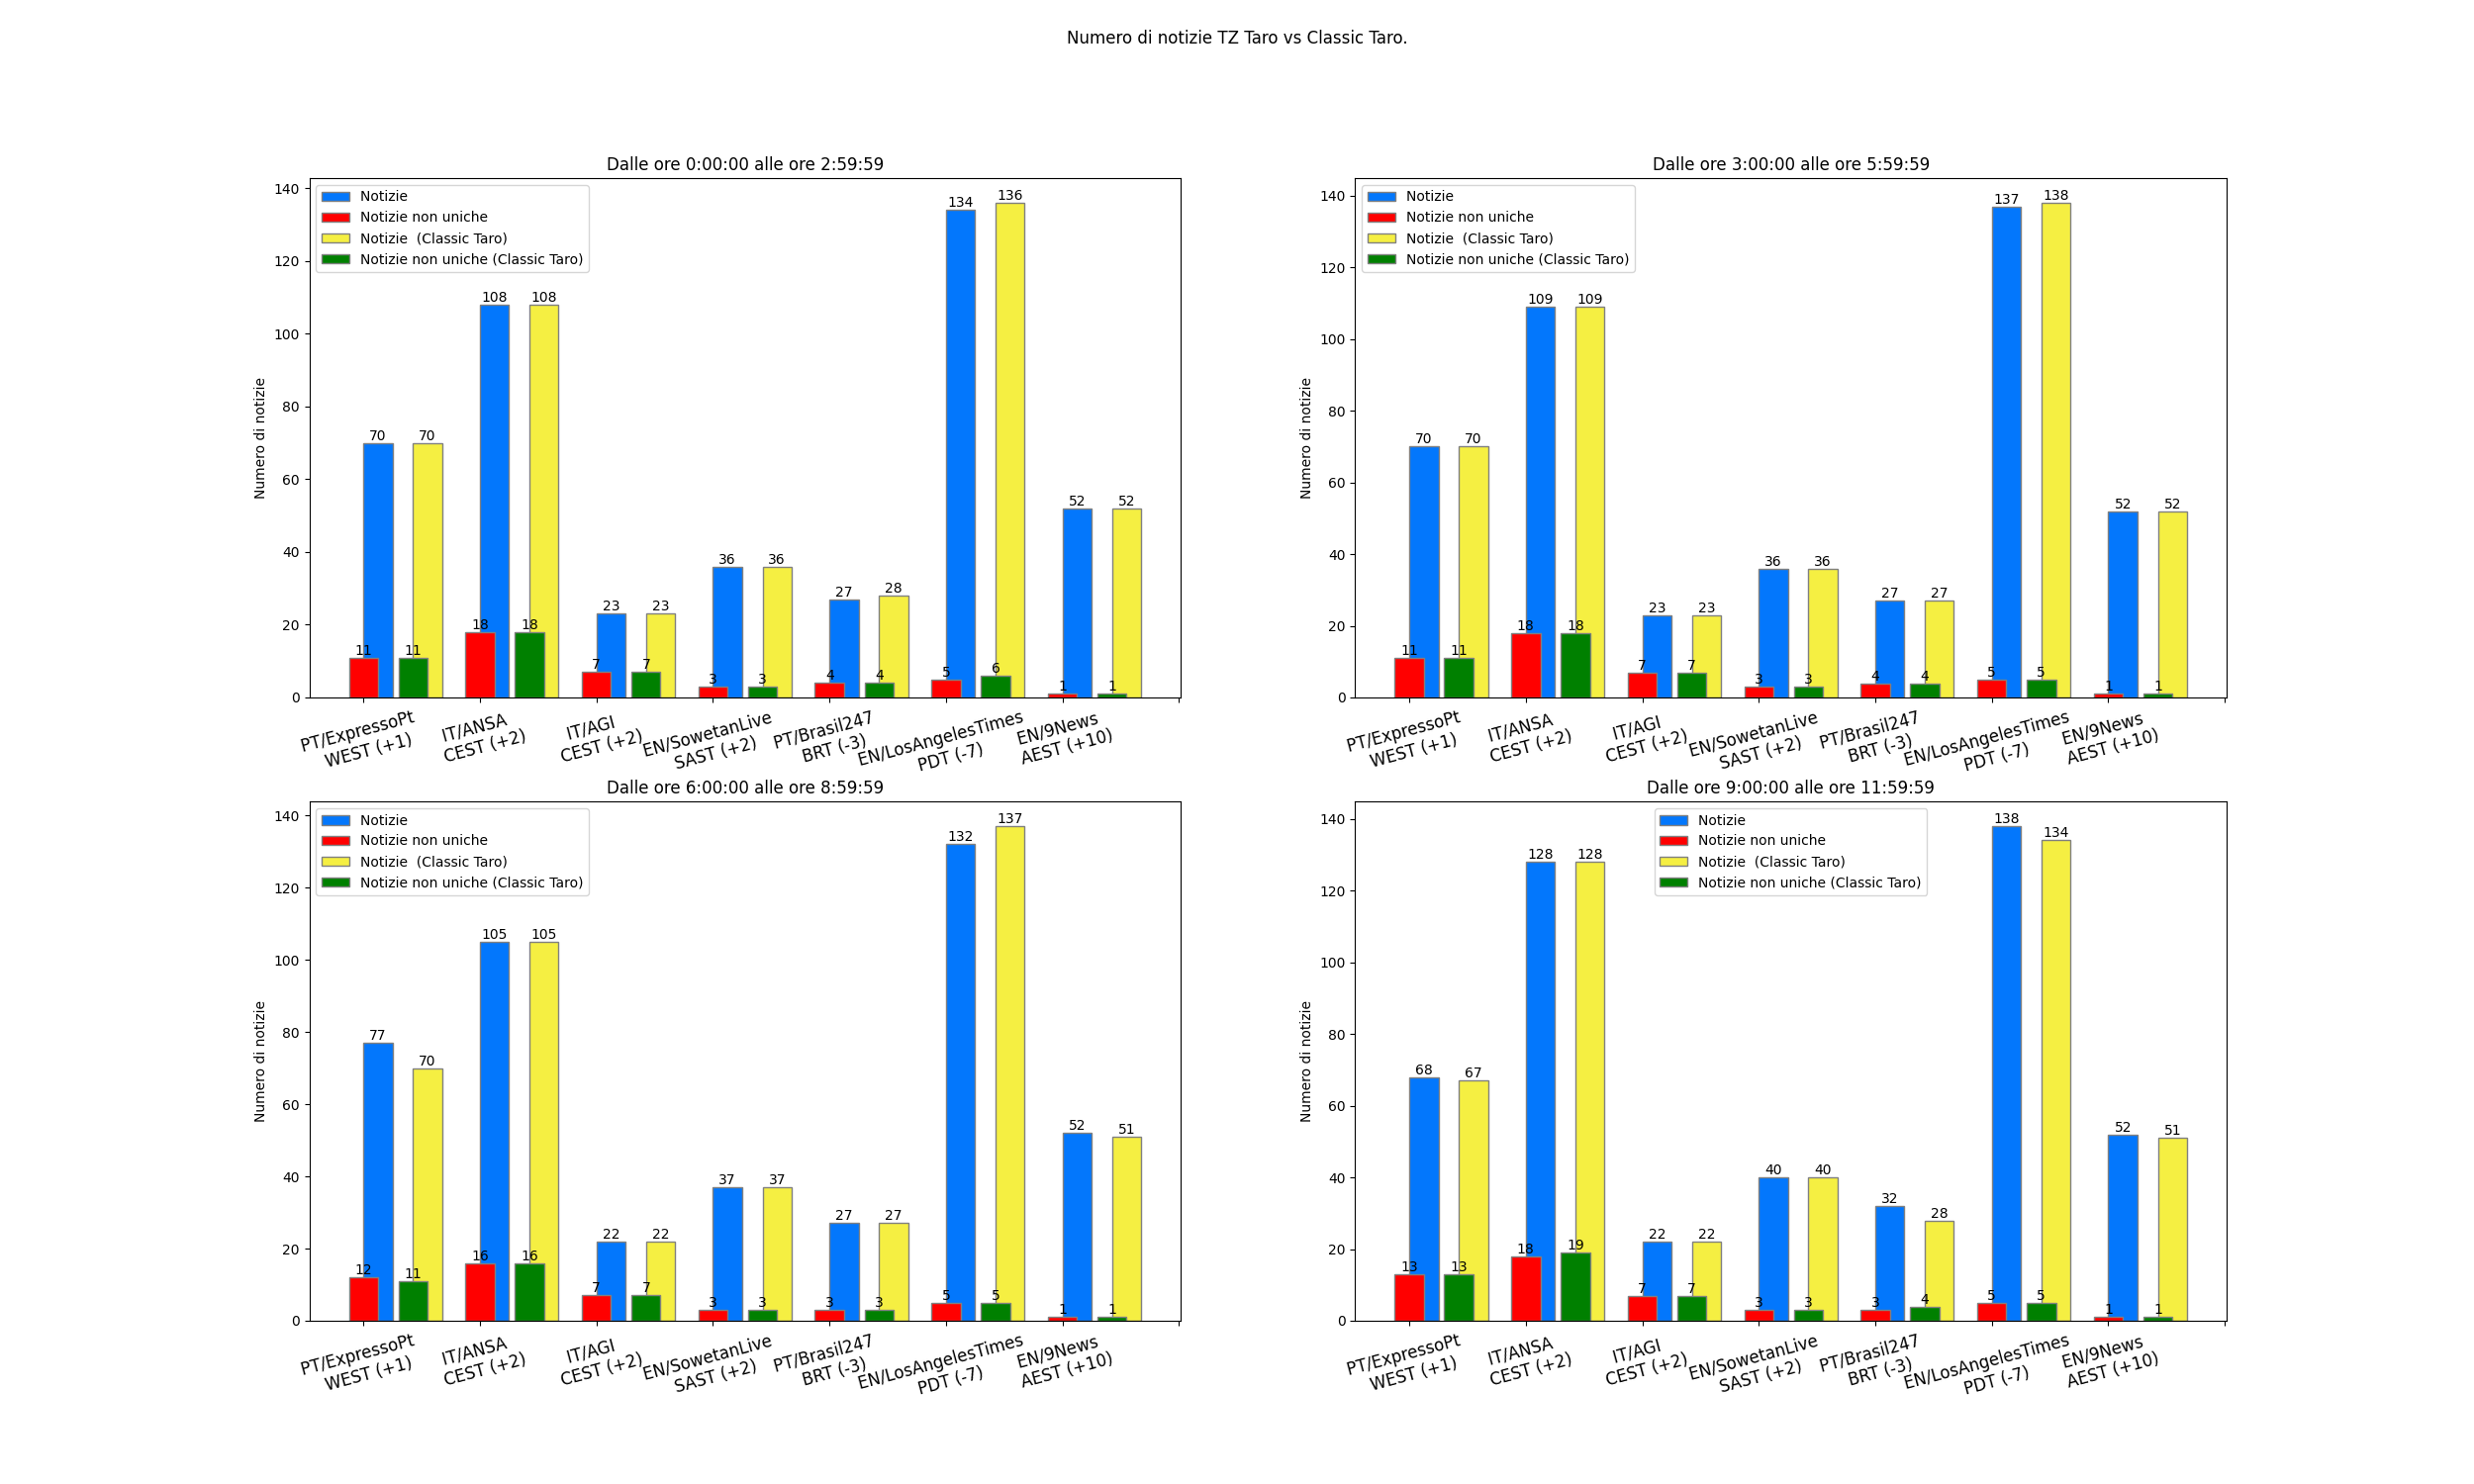 Numero di notizie TZ Taro vs Classic Taro.
Dalle ore 0:00:00 alle ore 2:59:59
Numero di notizie
140
120
100
80
60
40
20
0
Notizie
Notizie non uniche
Notizie (Classic Taro)
Notizie non uniche (Classic Taro)
11 70 11 70
18 108 18 108
7 23 7 23
3 36 3 36
4 27 4 28
5 134 6 136
1 52 1 52
PT/ExpressoPt
WEST (+1)
IT/ANSA
CEST (+2)
IT/AGI
CEST (+2)
EN/SowetanLive
SAST (+2)
PT/Brasil247
BRT (-3)
EN/LosAngelesTimes
PDT (-7)
EN/9News
AEST (+10)
Dalle ore 3:00:00 alle ore 5:59:59
Numero di notizie
140
120
100
80
60
40
20
0
Notizie
Notizie non uniche
Notizie (Classic Taro)
Notizie non uniche (Classic Taro)
11 70 11 70
18 109 18 109
7 23 7 23
3 36 3 36
4 27 4 27
5 137 5 138
1 52 1 52
PT/ExpressoPt
WEST (+1)
IT/ANSA
CEST (+2)
IT/AGI
CEST (+2)
EN/SowetanLive
SAST (+2)
PT/Brasil247
BRT (-3)
EN/LosAngelesTimes
PDT (-7)
EN/9News
AEST (+10)
Dalle ore 6:00:00 alle ore 8:59:59
Numero di notizie
140
120
100
80
60
40
20
0
Notizie
Notizie non uniche
Notizie (Classic Taro)
Notizie non uniche (Classic Taro)
12 77 11 70
16 105 16 105
7 22 7 22
3 37 3 37
3 27 3 27
5 132 5 137
1 52 1 51
PT/ExpressoPt
WEST (+1)
IT/ANSA
CEST (+2)
IT/AGI
CEST (+2)
EN/SowetanLive
SAST (+2)
PT/Brasil247
BRT (-3)
EN/LosAngelesTimes
PDT (-7)
EN/9News
AEST (+10)
Dalle ore 9:00:00 alle ore 11:59:59
Numero di notizie
140
120
100
80
60
40
20
0
Notizie
Notizie non uniche
Notizie (Classic Taro)
Notizie non uniche (Classic Taro)
13 68 13 67
18 128 19 128
7 22 7 22
3 40 3 40
3 32 4 28
5 138 5 134
1 52 1 51
PT/ExpressoPt
WEST (+1)
IT/ANSA
CEST (+2)
IT/AGI
CEST (+2)
EN/SowetanLive
SAST (+2)
PT/Brasil247
BRT (-3)
EN/LosAngelesTimes
PDT (-7)
EN/9News
AEST (+10)